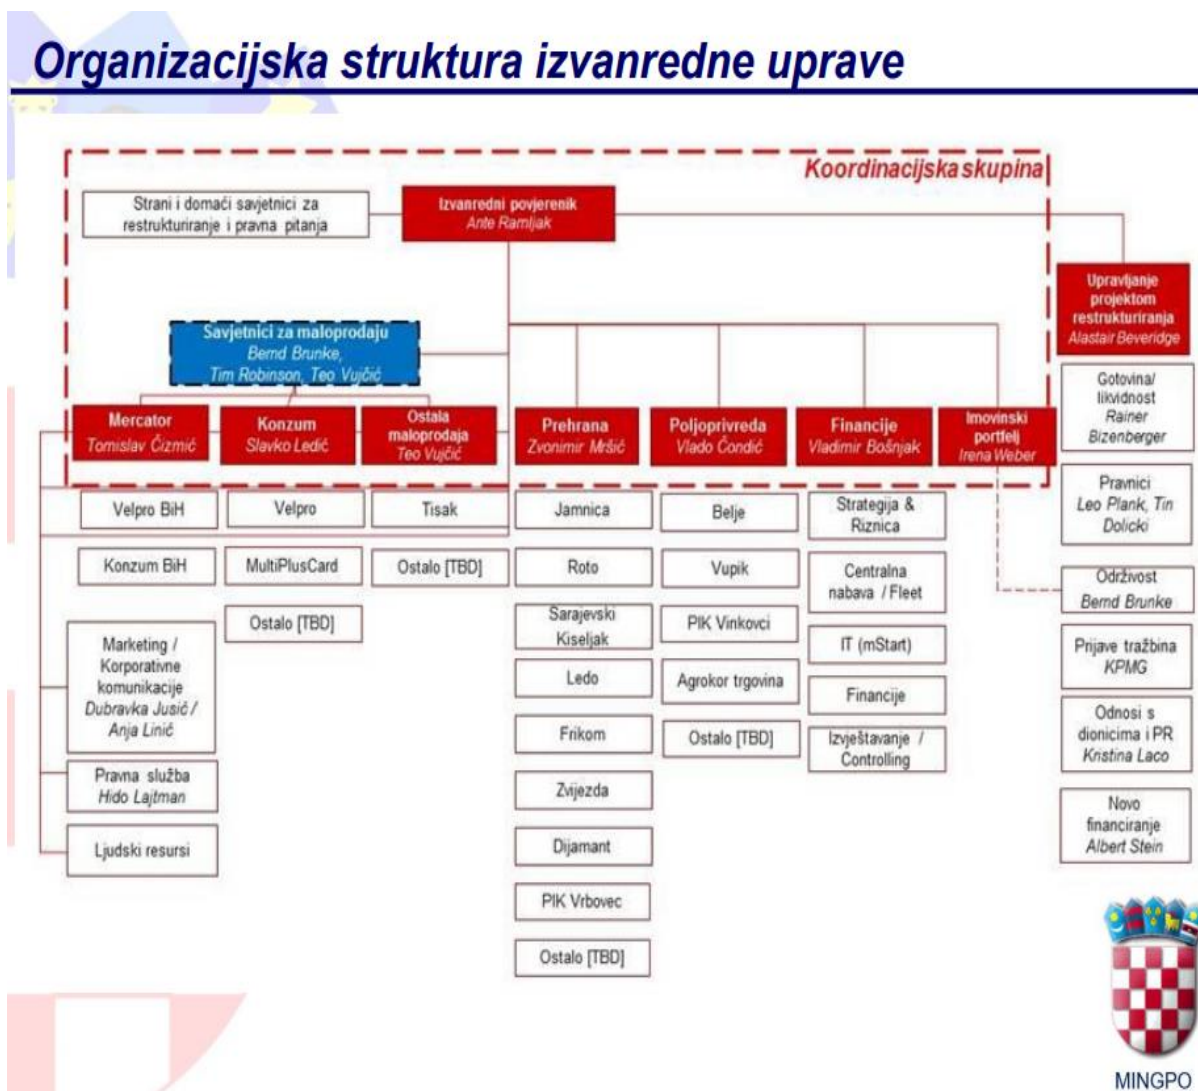 Organizacijska struktura izvanredne uprave
Koordinacijska skupina
Strani i domaći savjetnici za
restrukturiranje i pravna pitanja
Izvanredni povjerenik
Ante Ramljak
Upravljanje
projektom
restrukturiranja
Alastair Beveridge
Savjetnici za maloprodaju
Bernd Brunke,
Tim Robinson, Teo Vujčić
Mercator
Tomislav Čizmić
Konzum
Slavko Ledić
Ostala
maloprodaja
Teo Vujčić
Prehrana
Zvonimir Mršić
Poljoprivreda
Vlado Čondić
Financije
Vladimir Bošnjak
Imovinski
portfelj
Irena Weber
Velpro BiH
Konzum BiH
Marketing /
Korporativne
komunikacije
Dubravka Jusić /
Anja Linić
Pravna služba
Hido Lajtman
Ljudski resursi
Velpro
MultiPlusCard
Ostalo [TBD]
Tisak
Ostalo [TBD]
Jamnica
Roto
Sarajevski
Kiseljak
Ledo
Frikom
Zvijezda
Dijamant
PIK Vrbovec
Ostalo [TBD]
Belje
Vupik
PIK Vinkovci
Agrokor trgovina
Ostalo [TBD]
Strategija &
Riznica
Centralna
nabava / Fleet
IT (mStart)
Financije
Izvještavanje /
Controlling
Gotovina/
likvidnost
Rainer
Bizenberger
Pravnici
Leo Plank, Tin
Dolicki
Održivost
Bernd Brunke
Prijave tražbina
KPMG
Odnosi s
dionicima i PR
Kristina Laco
Novo
financiranje
Albert Stein
MINGPO